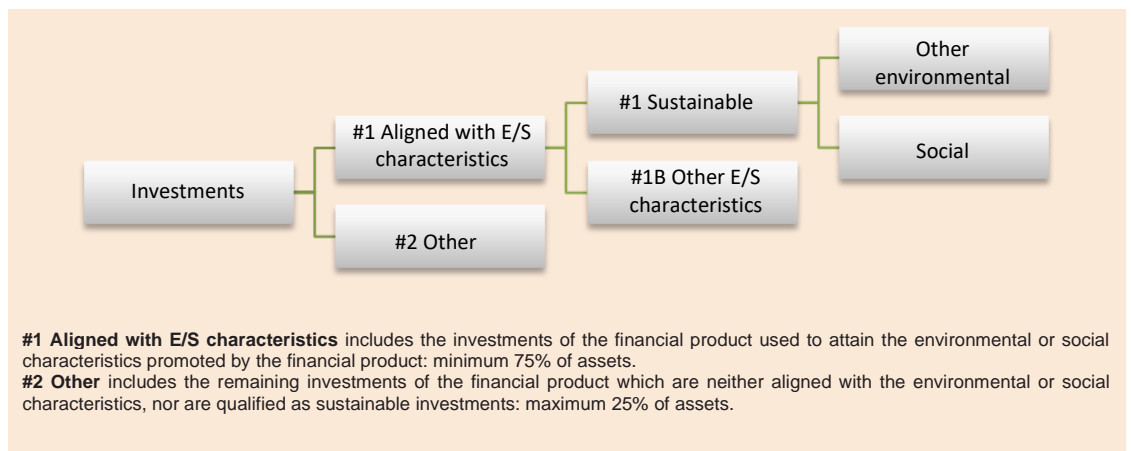 Investments
#1 Aligned with E/S
characteristics
#2 Other
#1 Sustainable
#1B Other E/S
characteristics
Other
environmental
Social
#1 Aligned with E/S characteristics includes the investments of the financial product used to attain the environmental or social
characteristics promoted by the financial product: minimum 75% of assets.
#2 Other includes the remaining investments of the financial product which are neither aligned with the environmental or social
characteristics, nor are qualified as sustainable investments: maximum 25% of assets.